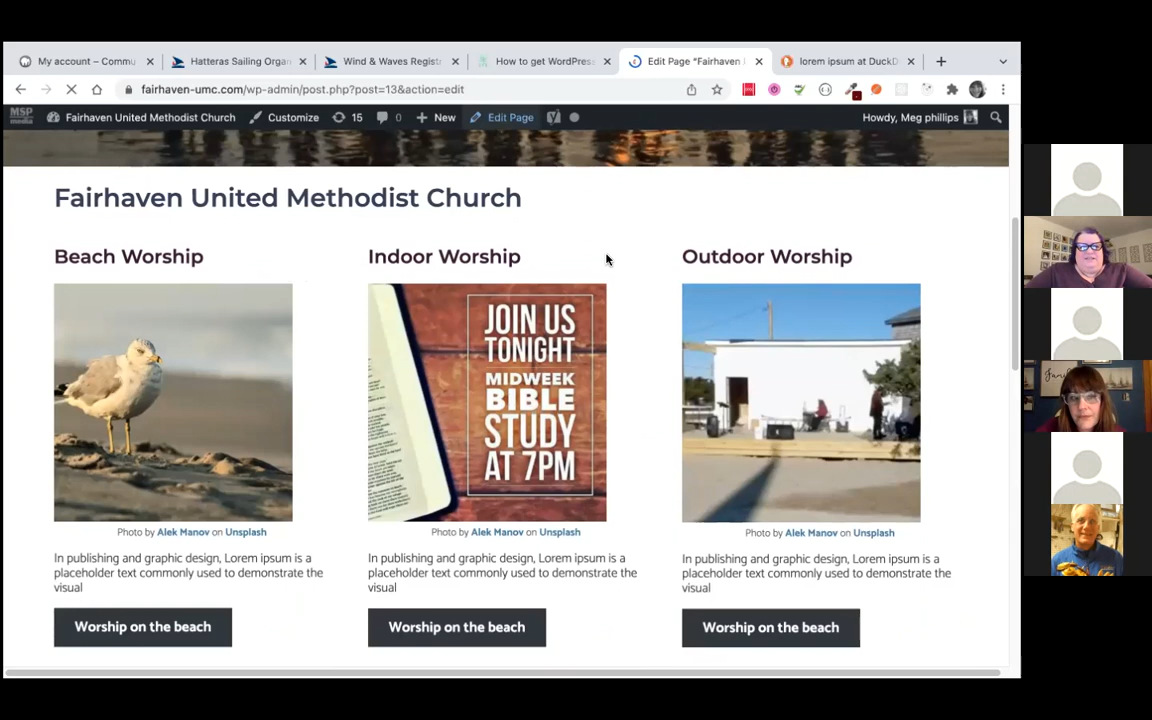 My account – Commu
Hatteras Sailing Organ
Wind & Waves Registr
How to get WordPress
Edit Page "Fairhaven
lorem ipsum at DuckD
fairhaven-umc.com/wp-admin/post.php?post=13&action=edit
MSP
media
Fairhaven United Methodist Church
Customize
15
0
New
Edit Page
Howdy, Meg phillips
Fairhaven United Methodist Church
Beach Worship
Indoor Worship
Outdoor Worship
JOIN US
TONIGHT
MIDWEEK
BIBLE
STUDY
AT 7PM
Photo by Alek Manov on Unsplash
Photo by Alek Manov on Unsplash
Photo by Alek Manov on Unsplash
In publishing and graphic design, Lorem ipsum is a
placeholder text commonly used to demonstrate the
visual
In publishing and graphic design, Lorem ipsum is a
placeholder text commonly used to demonstrate the
visual
In publishing and graphic design, Lorem ipsum is a
placeholder text commonly used to demonstrate the
visual
Worship on the beach
Worship on the beach
Worship on the beach